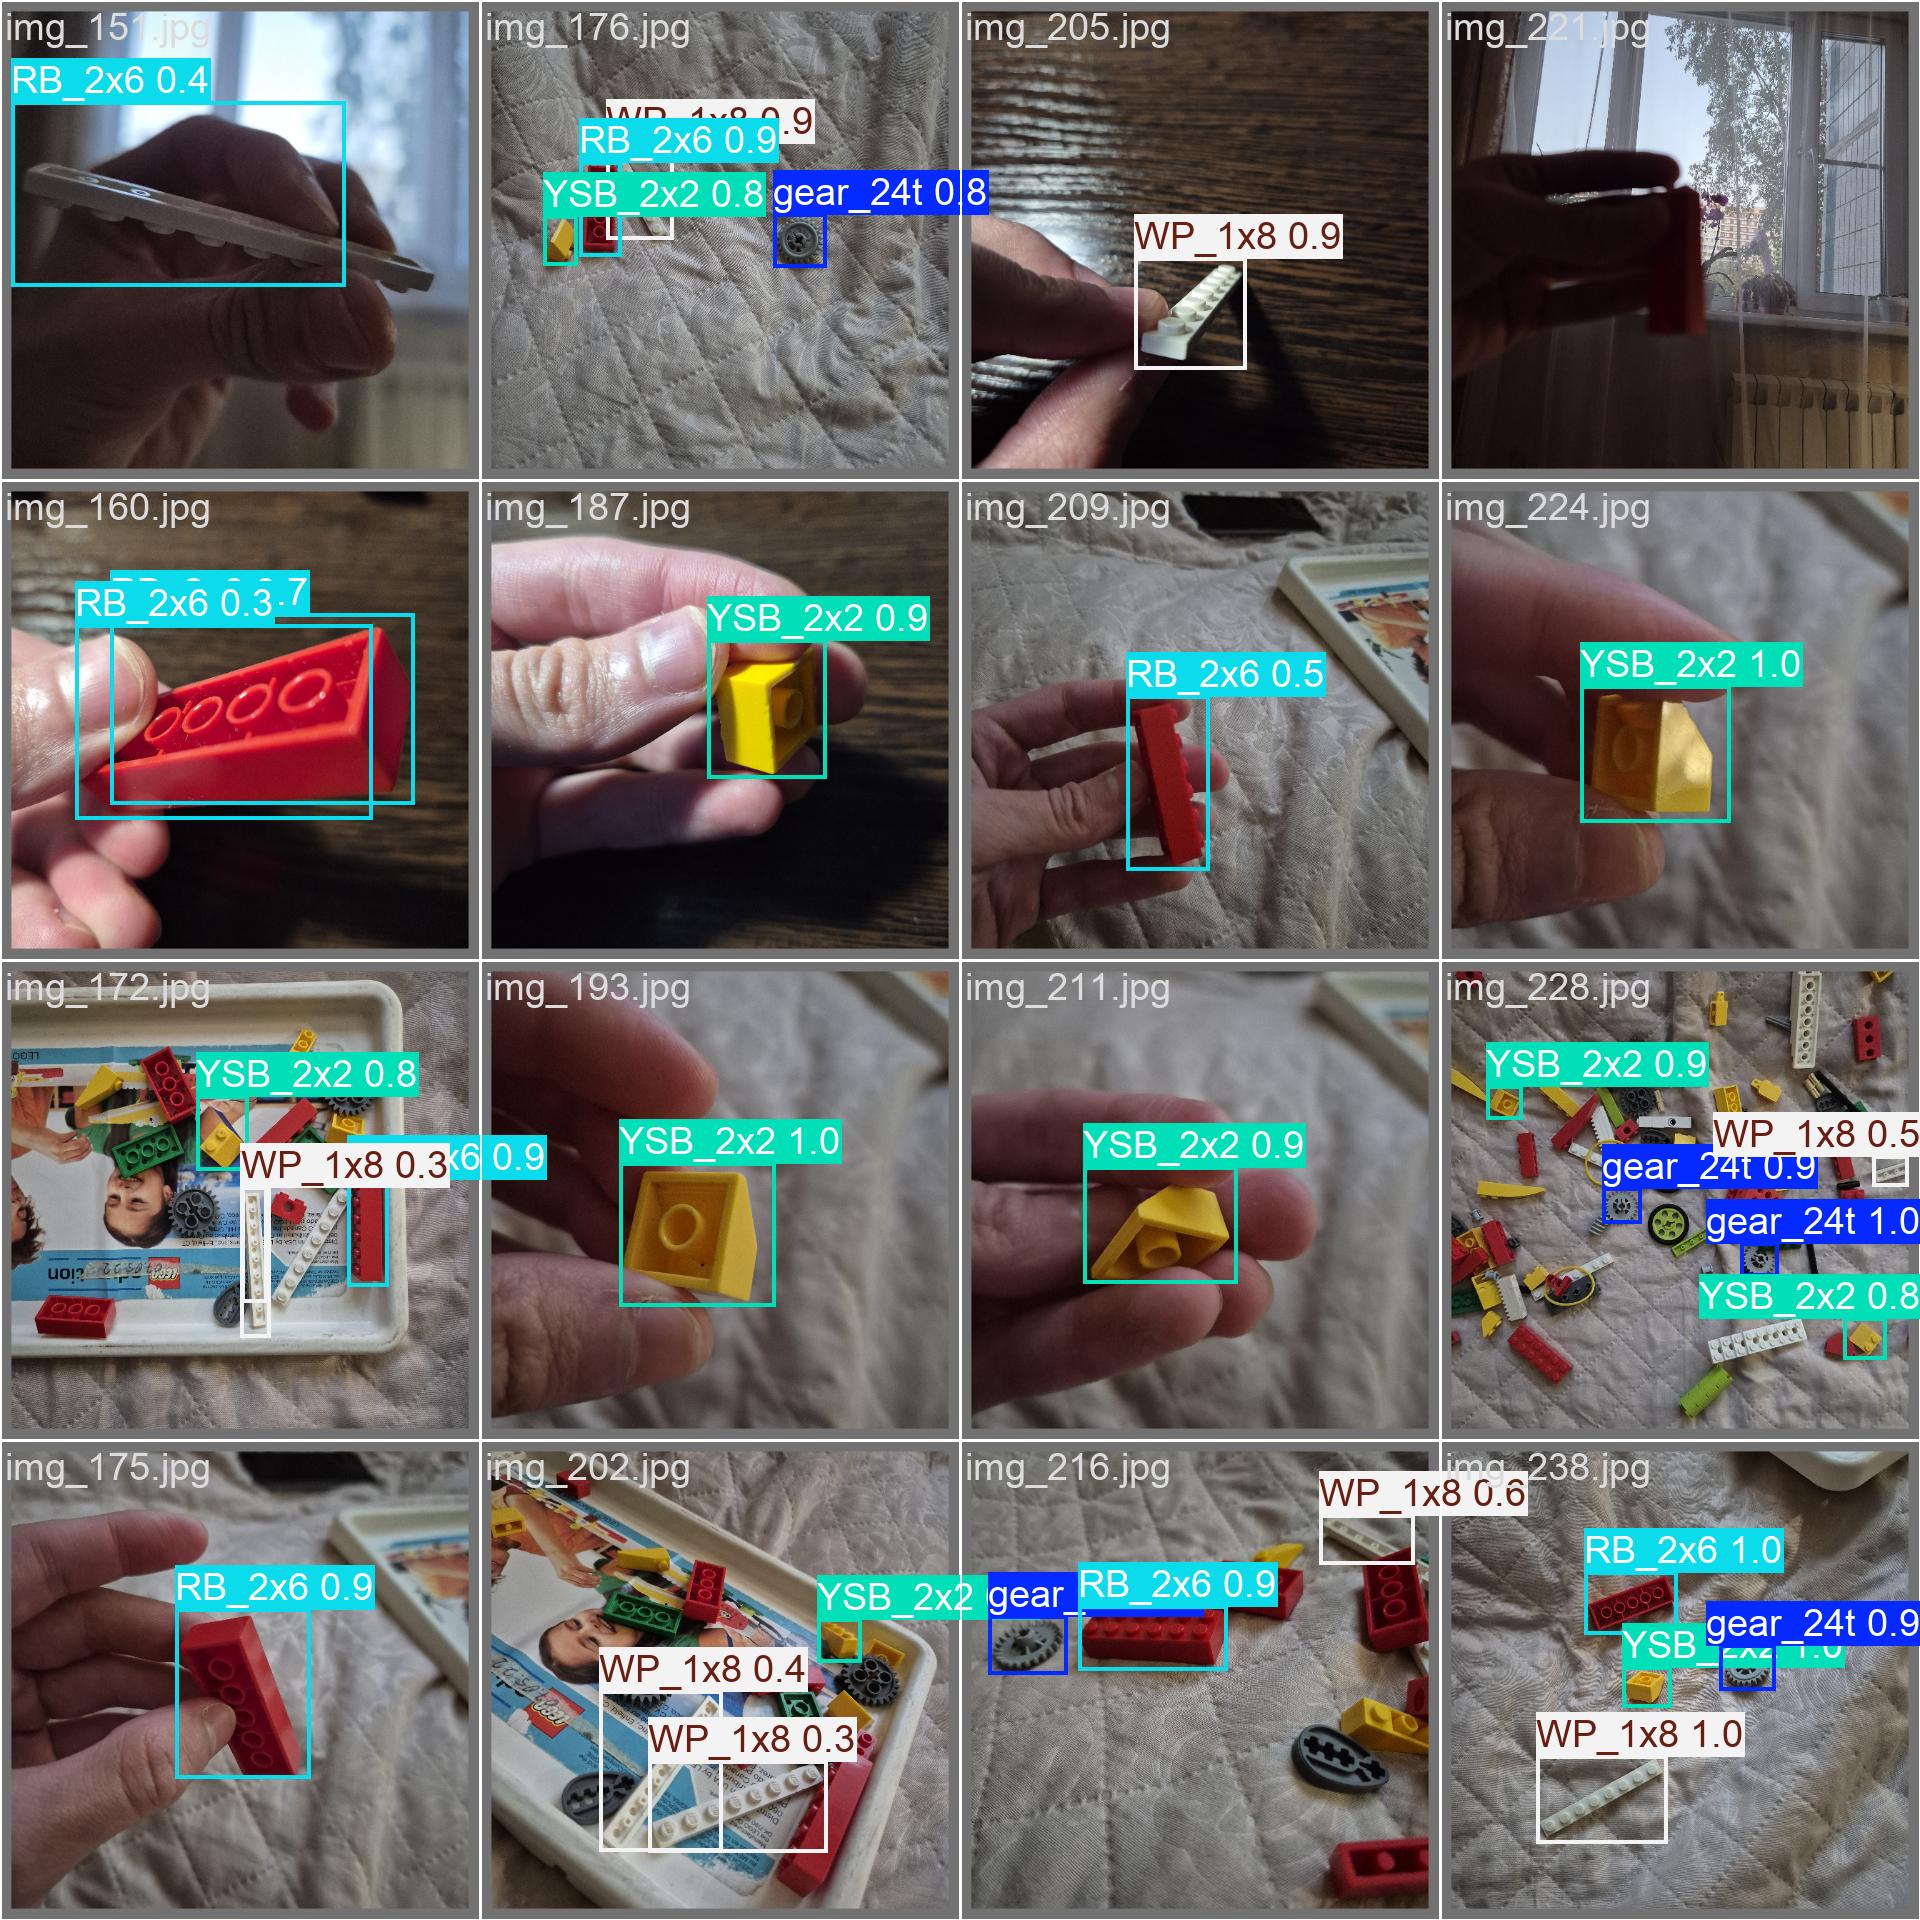 img_151.jpg
RB_2x6 0.4
img_176.jpg
WP_1x8 0.9
RB_2x6 0.9
YSB_2x2 0.8
gear_24t 0.8
img_205.jpg
WP_1x8 0.9
img_221.jpg
img_160.jpg
.7
RB_2x6 0.3
img_187.jpg
YSB_2x2 0.9
img_209.jpg
RB_2x6 0.5
img_224.jpg
YSB_2x2 1.0
img_172.jpg
LEGO
YSB_2x2 0.8
WP_1x8 0.3
x6 0.9
LEGO
img_193.jpg
YSB_2x2 1.0
img_211.jpg
YSB_2x2 0.9
img_228.jpg
YSB_2x2 0.9
WP_1x8 0.5
gear_24t 0.9
gear_24t 1.0
YSB_2x2 0.8
img_175.jpg
RB_2x6 0.9
img_202.jpg
YSB_2x2
WP_1x8 0.4
WP_1x8 0.3
LEGO
img_216.jpg
WP_1x8 0.6
gear_
RB_2x6 0.9
img_238.jpg
RB_2x6 1.0
gear_24t 0.9
YSB_2x2 1.0
WP_1x8 1.0